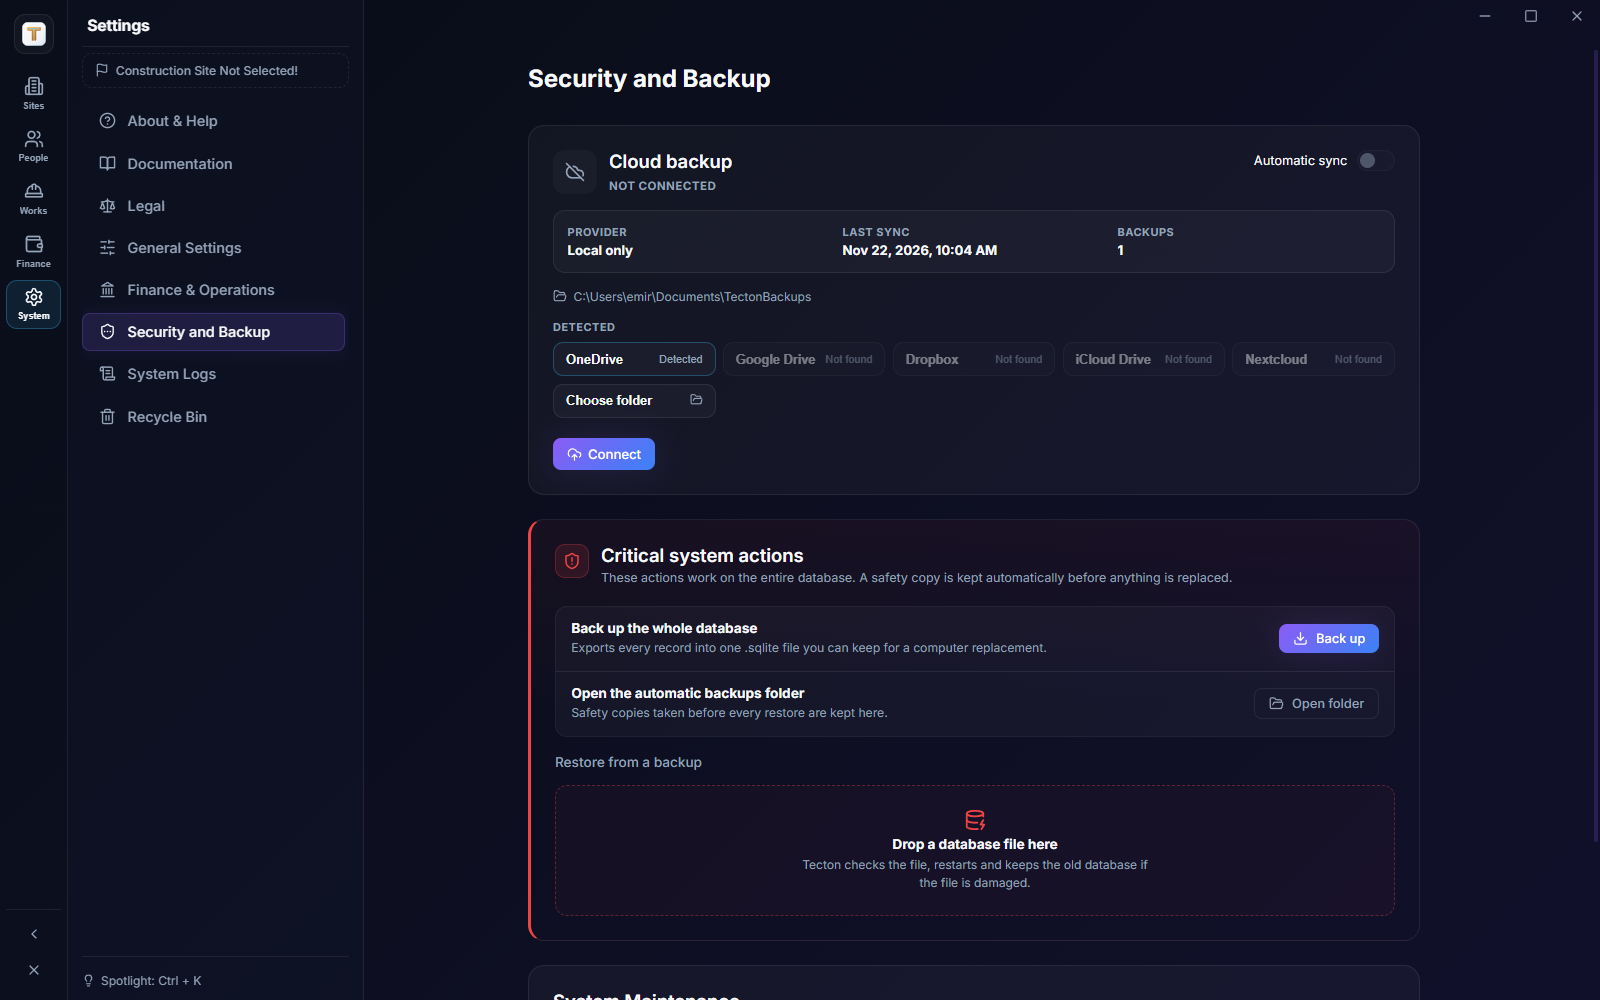 Settings
Construction Site Not Selected!
T
Sites
People
Works
Finance
System
About & Help
Documentation
Legal
General Settings
Finance & Operations
Security and Backup
System Logs
Recycle Bin
Spotlight: Ctrl + K
Security and Backup
Cloud backup
NOT CONNECTED
Automatic sync
PROVIDER
Local only
LAST SYNC
Nov 22, 2026, 10:04 AM
BACKUPS
1
C:\Users\emir\Documents\TectonBackups
DETECTED
OneDrive Detected
Google Drive Not found
Dropbox Not found
iCloud Drive Not found
Nextcloud Not found
Choose folder
Connect
Critical system actions
These actions work on the entire database. A safety copy is kept automatically before anything is replaced.
Back up the whole database
Exports every record into one .sqlite file you can keep for a computer replacement.
Back up
Open the automatic backups folder
Safety copies taken before every restore are kept here.
Open folder
Restore from a backup
Drop a database file here
Tecton checks the file, restarts and keeps the old database if
the file is damaged.
System Maintenance